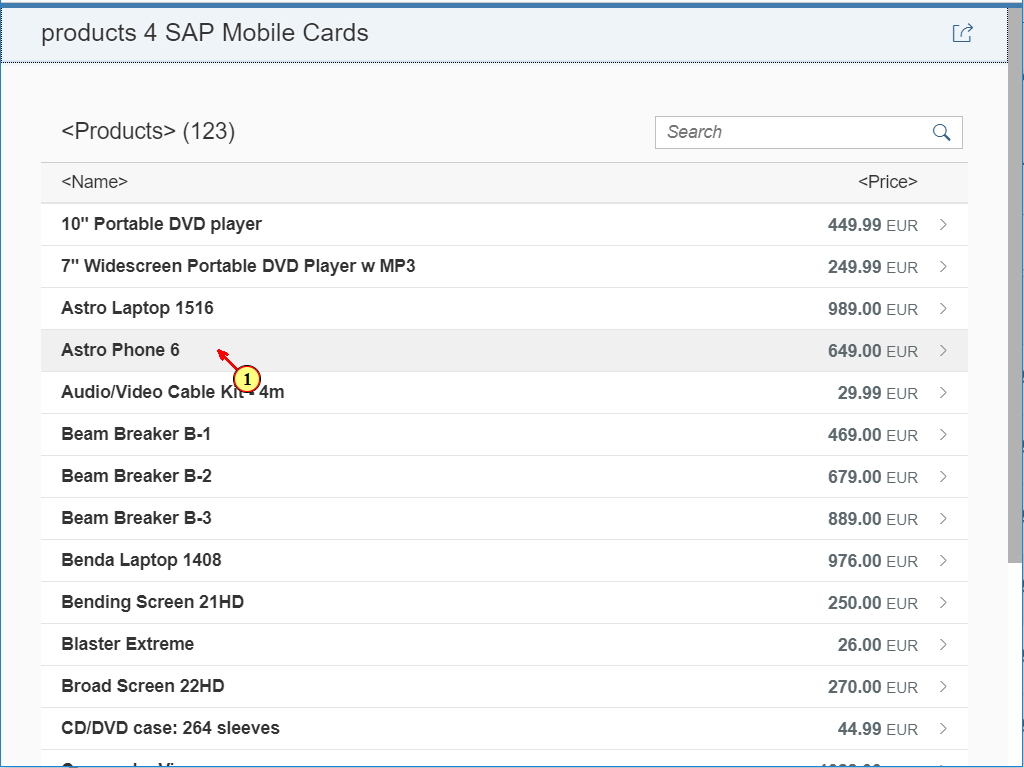 products 4 SAP Mobile Cards
<Products> (123)
Search
<Name> <Price>
10" Portable DVD player 449.99 EUR
7" Widescreen Portable DVD Player w MP3 249.99 EUR
Astro Laptop 1516 989.00 EUR
Astro Phone 6 649.00 EUR
1
Audio/Video Cable Kit - 4m 29.99 EUR
Beam Breaker B-1 469.00 EUR
Beam Breaker B-2 679.00 EUR
Beam Breaker B-3 889.00 EUR
Benda Laptop 1408 976.00 EUR
Bending Screen 21HD 250.00 EUR
Blaster Extreme 26.00 EUR
Broad Screen 22HD 270.00 EUR
CD/DVD case: 264 sleeves 44.99 EUR